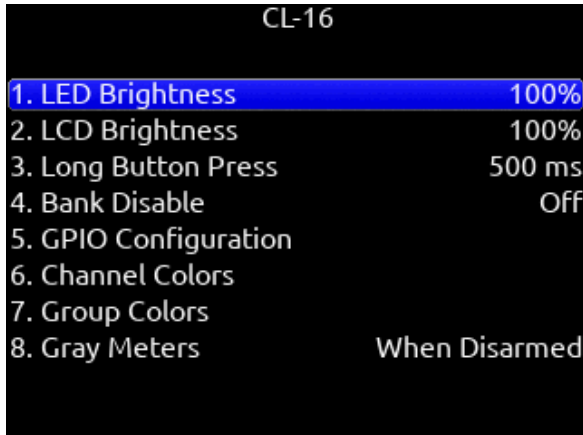 CL-16
1. LED Brightness 100%
2. LCD Brightness 100%
3. Long Button Press 500 ms
4. Bank Disable Off
5. GPIO Configuration
6. Channel Colors
7. Group Colors
8. Gray Meters When Disarmed